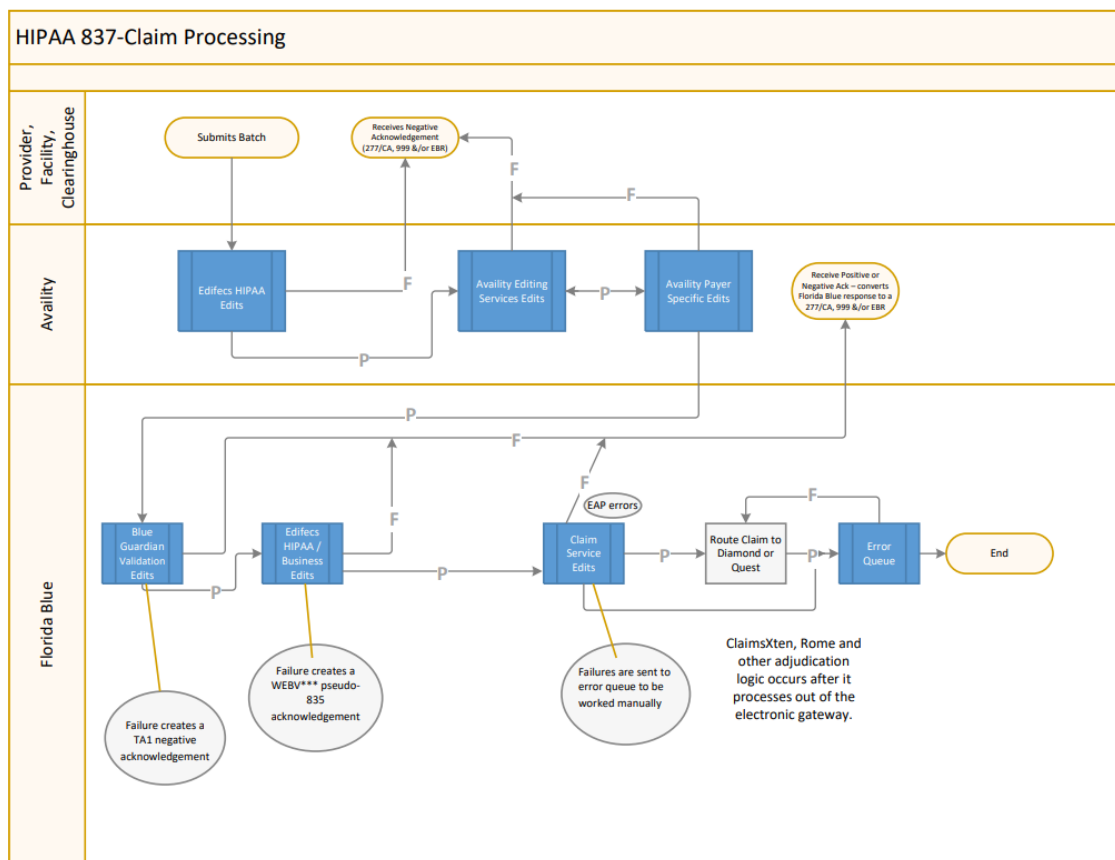 HIPAA 837-Claim Processing
Provider,
Facility,
Clearinghouse
Submits Batch
Receives Negative
Acknowledgement
(277/CA, 999 &/or EBR)
F
F
Availity
Edifecs HIPAA
Edits
F
P
Availity Editing
Services Edits
P
Availity Payer
Specific Edits
Receive Positive or
Negative Ack – converts
Florida Blue response to a
277/CA, 999 &/or EBR
Florida Blue
P
F
F
F
EAP errors
F
Blue
Guardian
Validation
Edits
P
Edifecs
HIPAA /
Business
Edits
P
Claim
Service
Edits
P
Route Claim to
Diamond or
Quest
P
Error
Queue
End
Failure creates a
TA1 negative
acknowledgement
Failure creates a
WEBV*** pseudo-
835
acknowledgement
Failures are sent to
error queue to be
worked manually
ClaimsXten, Rome and
other adjudication
logic occurs after it
processes out of the
electronic gateway.